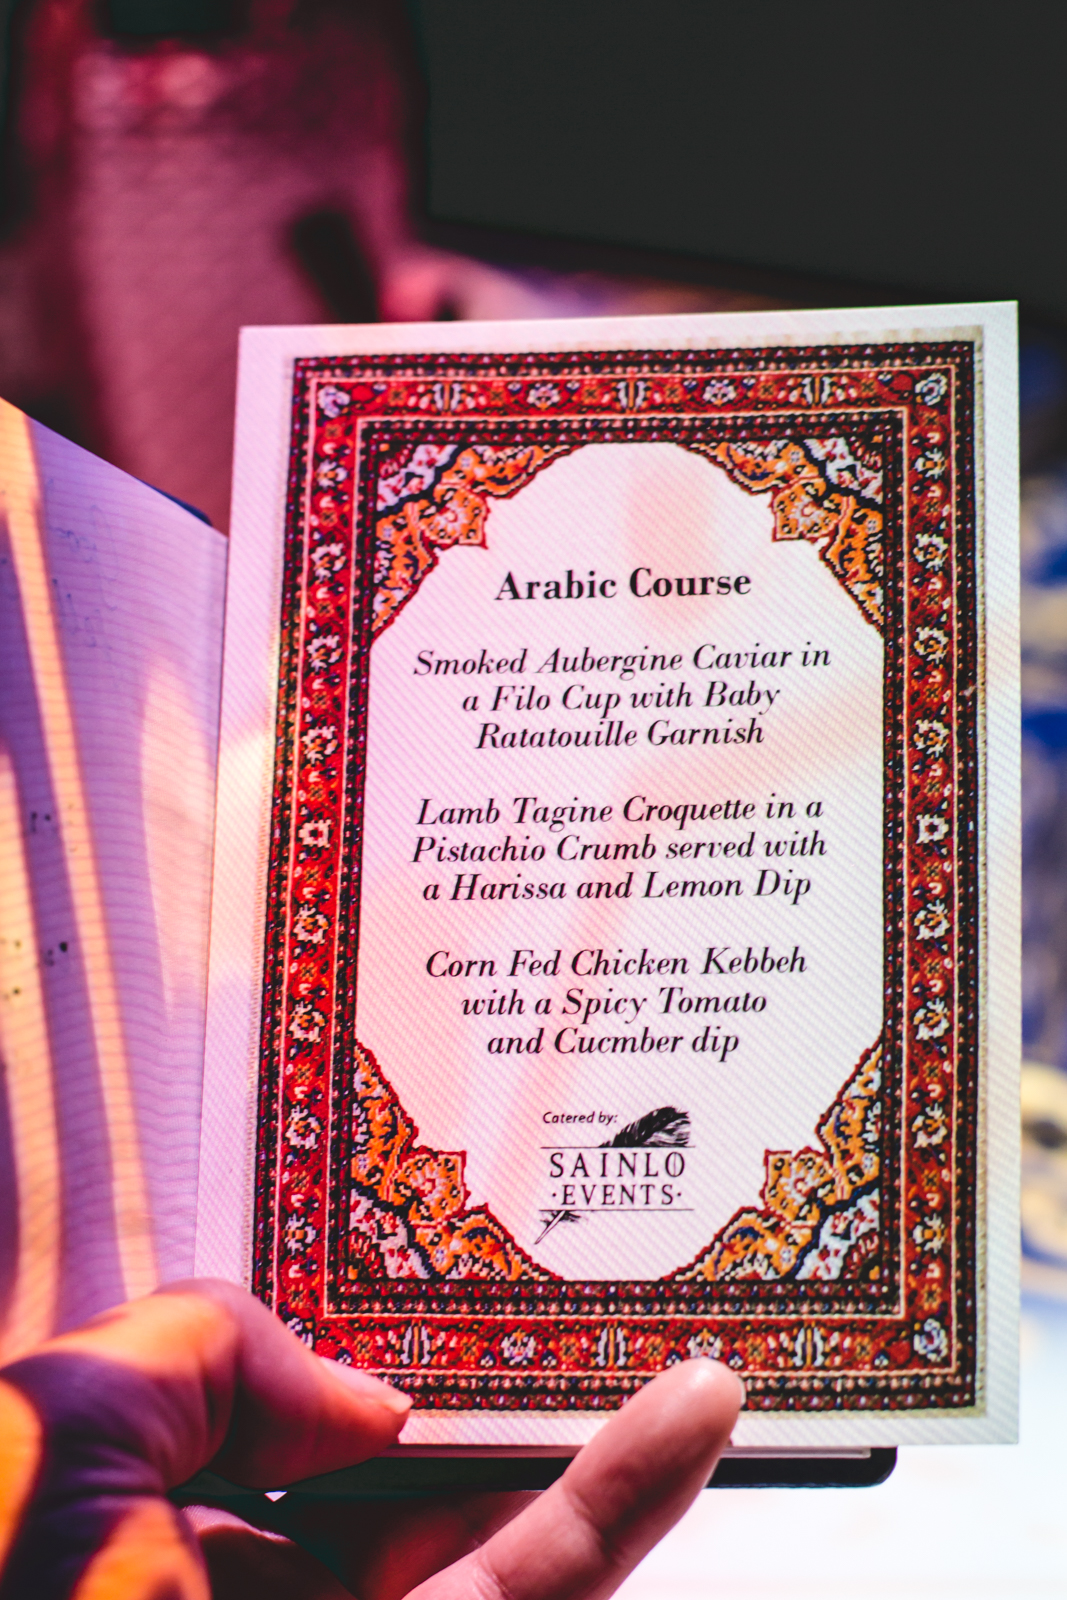 Arabic Course
Smoked Aubergine Caviar in
a Filo Cup with Baby
Ratatouille Garnish
Lamb Tagine Croquette in a
Pistachio Crumb served with
a Harissa and Lemon Dip
Corn Fed Chicken Kebbeh
with a Spicy Tomato
and Cucmber dip
Catered by:
SAINLO
·EVENTS·